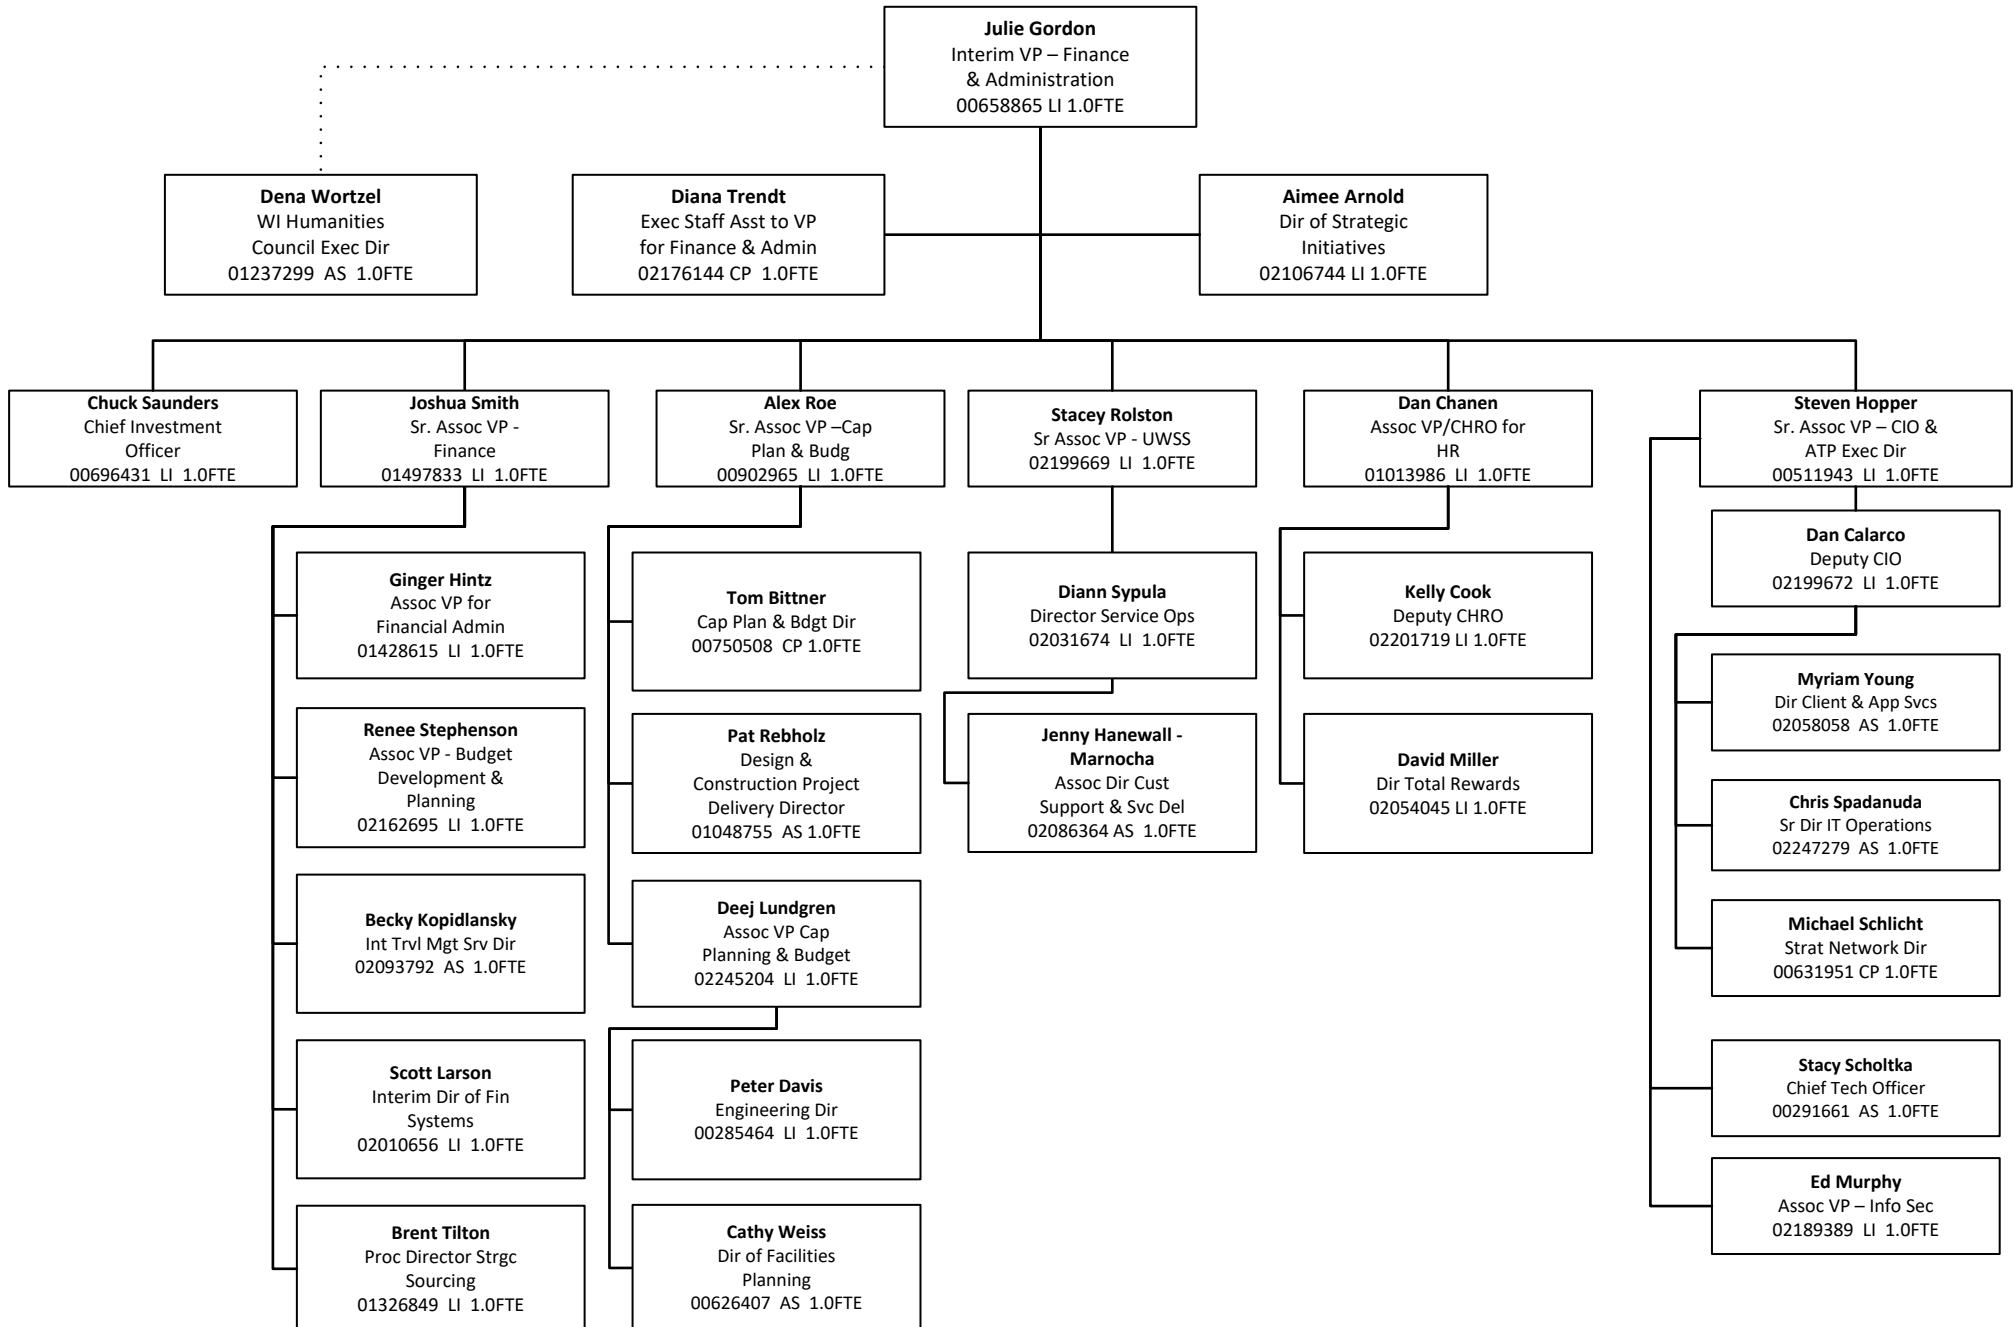 Julie Gordon
Interim VP – Finance
& Administration
00658865 LI 1.0FTE
Dena Wortzel
WI Humanities
Council Exec Dir
01237299 AS 1.0FTE
Diana Trendt
Exec Staff Asst to VP
for Finance & Admin
02176144 CP 1.0FTE
Aimee Arnold
Dir of Strategic
Initiatives
02106744 LI 1.0FTE
Chuck Saunders
Chief Investment
Officer
00696431 LI 1.0FTE
Joshua Smith
Sr. Assoc VP -
Finance
01497833 LI 1.0FTE
Alex Roe
Sr. Assoc VP –Cap
Plan & Budg
00902965 LI 1.0FTE
Stacey Rolston
Sr Assoc VP - UWSS
02199669 LI 1.0FTE
Dan Chanen
Assoc VP/CHRO for
HR
01013986 LI 1.0FTE
Steven Hopper
Sr. Assoc VP – CIO &
ATP Exec Dir
00511943 LI 1.0FTE
Ginger Hintz
Assoc VP for
Financial Admin
01428615 LI 1.0FTE
Renee Stephenson
Assoc VP - Budget
Development &
Planning
02162695 LI 1.0FTE
Becky Kopidlansky
Int Trvl Mgt Srv Dir
02093792 AS 1.0FTE
Scott Larson
Interim Dir of Fin
Systems
02010656 LI 1.0FTE
Brent Tilton
Proc Director Strgc
Sourcing
01326849 LI 1.0FTE
Tom Bittner
Cap Plan & Bdgt Dir
00750508 CP 1.0FTE
Pat Rebholz
Design &
Construction Project
Delivery Director
01048755 AS 1.0FTE
Deej Lundgren
Assoc VP Cap
Planning & Budget
02245204 LI 1.0FTE
Peter Davis
Engineering Dir
00285464 LI 1.0FTE
Cathy Weiss
Dir of Facilities
Planning
00626407 AS 1.0FTE
Diann Sypula
Director Service Ops
02031674 LI 1.0FTE
Jenny Hanewall -
Marnocha
Assoc Dir Cust
Support & Svc Del
02086364 AS 1.0FTE
Kelly Cook
Deputy CHRO
02201719 LI 1.0FTE
David Miller
Dir Total Rewards
02054045 LI 1.0FTE
Dan Calarco
Deputy CIO
02199672 LI 1.0FTE
Myriam Young
Dir Client & App Svcs
02058058 AS 1.0FTE
Chris Spadanuda
Sr Dir IT Operations
02247279 AS 1.0FTE
Michael Schlicht
Strat Network Dir
00631951 CP 1.0FTE
Stacy Scholtka
Chief Tech Officer
00291661 AS 1.0FTE
Ed Murphy
Assoc VP – Info Sec
02189389 LI 1.0FTE